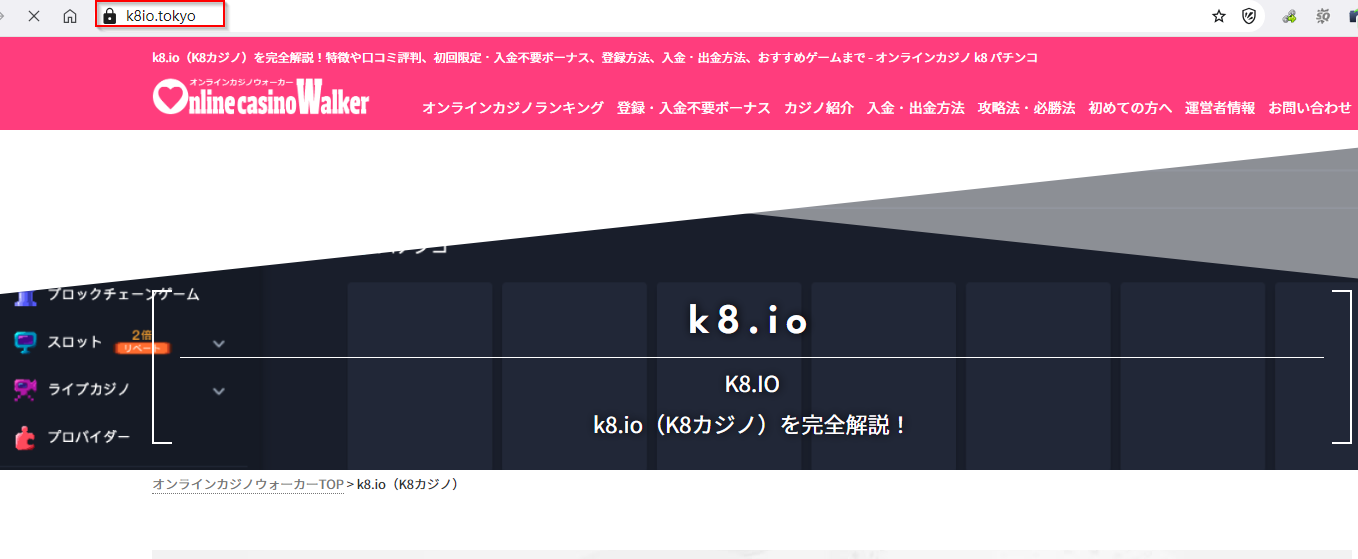 k8io.tokyo
k8.io（K8カジノ）を完全解説！特徴や口コミ評判、初回限定・入金不要ボーナス、登録方法、入金・出金方法、おすすめゲームまで - オンラインカジノ k8 パチンコ
オンラインカジノウォーカー
Online casino Walker
オンラインカジノランキング 登録・入金不要ボーナス カジノ紹介 入金・出金方法 攻略法・必勝法 初めての方へ 運営者情報 お問い合わせ
ブロックチェーンゲーム
スロット 2倍
リベート
ライブカジノ
プロバイダー
k8.io
K8.IO
k8.io（K8カジノ）を完全解説！
オンラインカジノウォーカーTOP > k8.io（K8カジノ）